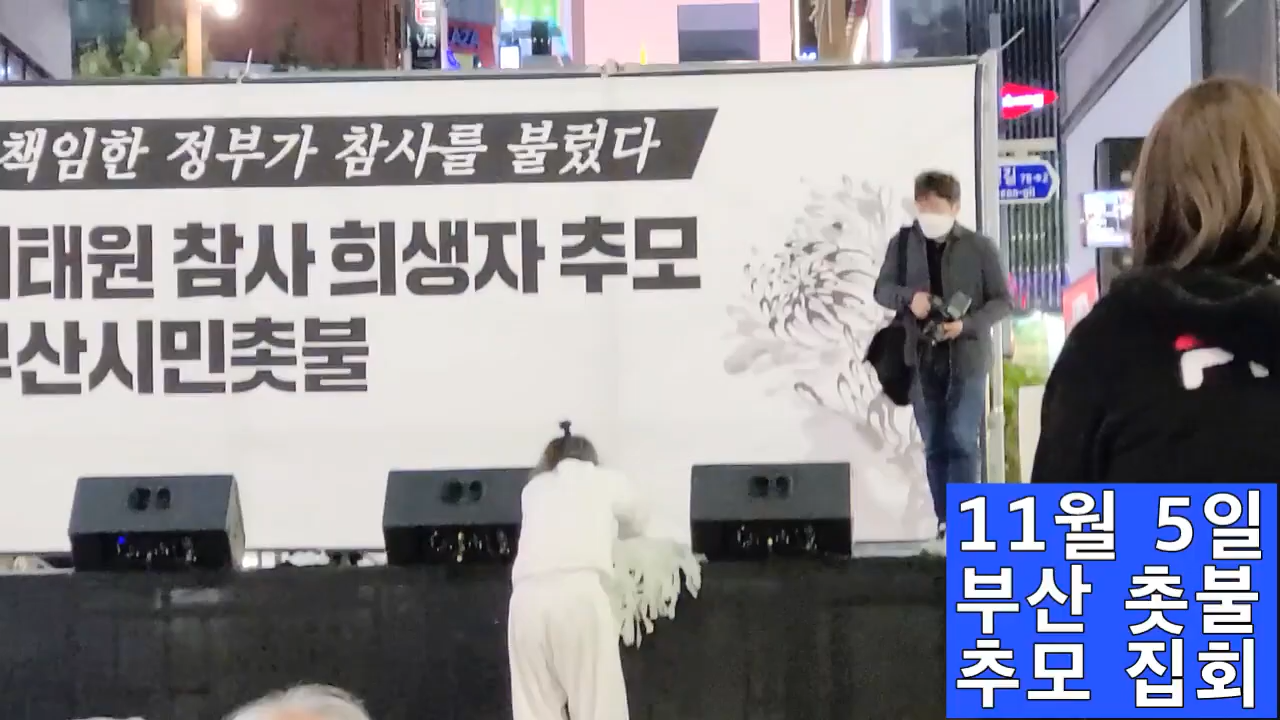 VR
책임한 정부가 참사를 불렀다
태원 참사 희생자 추모
산시민촛불
11월 5일
부산 촛불
추모 집회